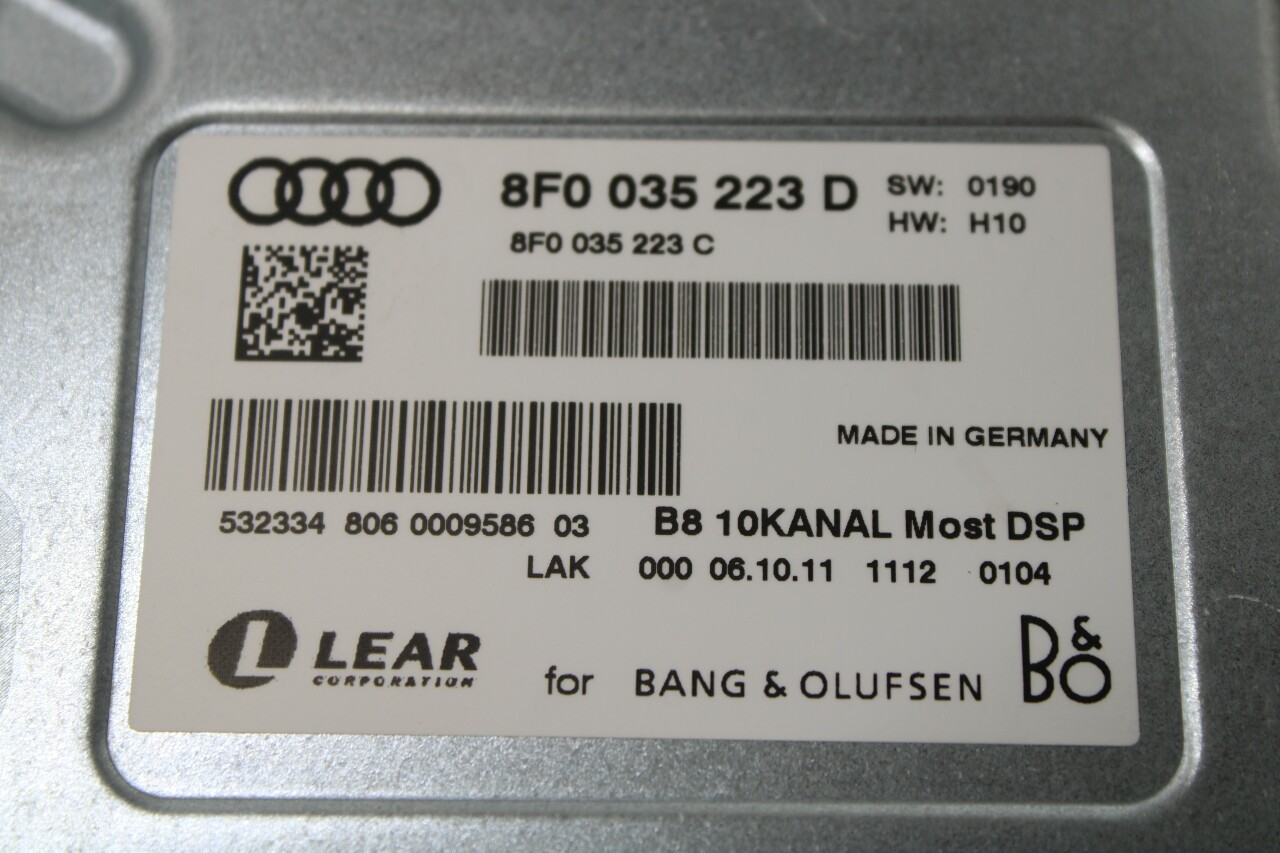 8F0 035 223 D
SW: 0190
8F0 035 223 C
HW: H10
MADE IN GERMANY
532334 806 0009586 03
B8 10KANAL Most DSP
LAK 000 06.10.11 1112 0104
L LEAR
CORPORATION
for BANG & OLUFSEN B&O